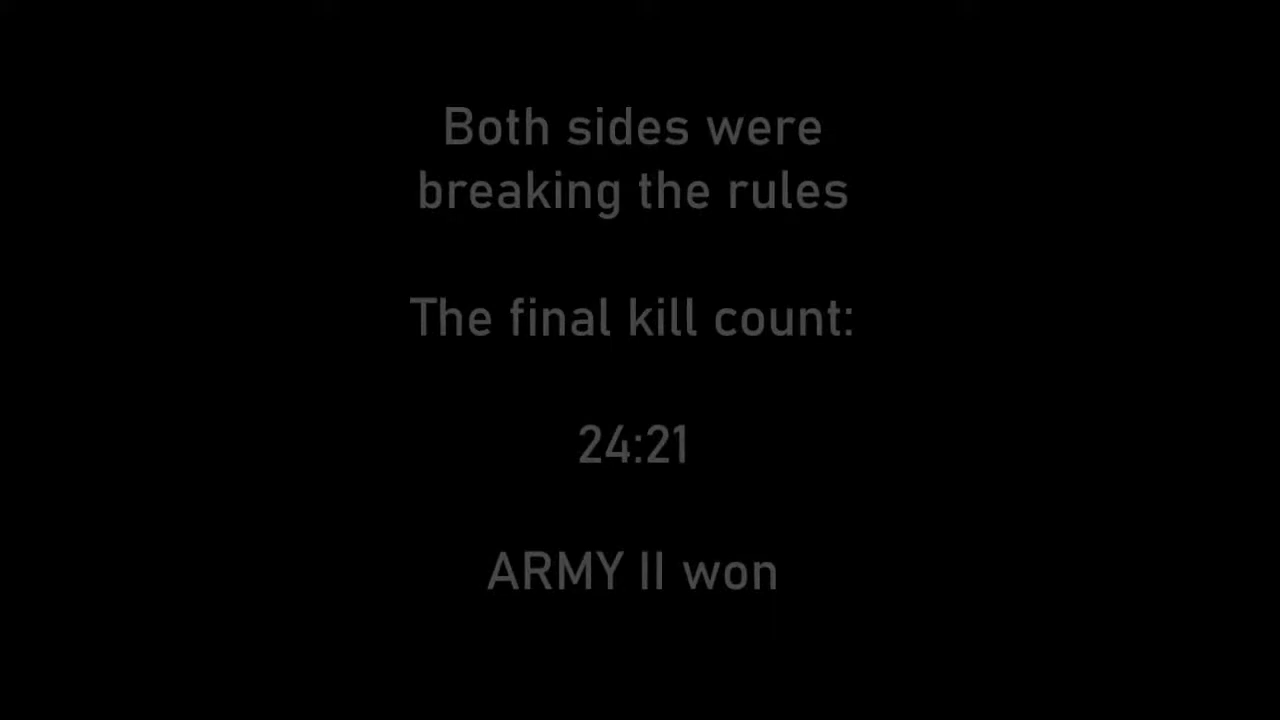 Both sides were
breaking the rules
The final kill count:
24:21
ARMY II won